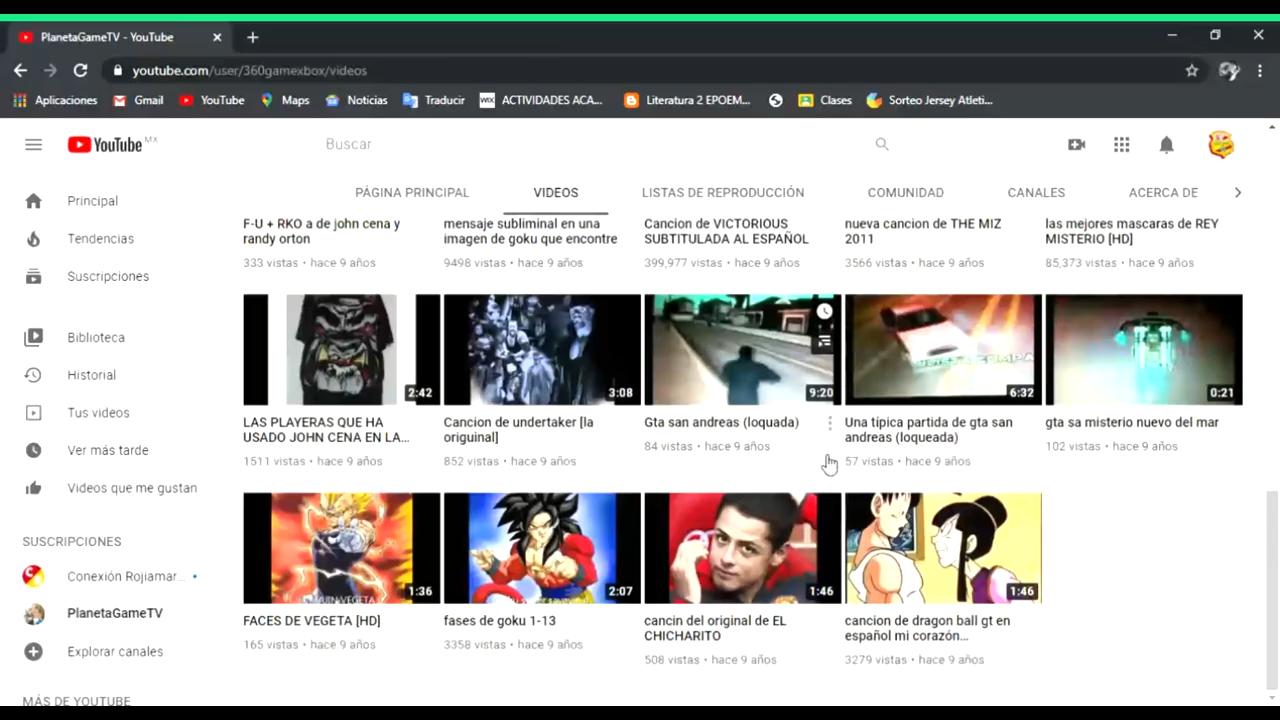 PlanetaGameTV - YouTube
youtube.com/user/360gamexbox/videos
Aplicaciones Gmail YouTube Maps Noticias Traducir WIX ACTIVIDADES ACA... Literatura 2 EPOEM... Clases Sorteo Jersey Atleti...
YouTube MX
Buscar
PÁGINA PRINCIPAL VIDEOS LISTAS DE REPRODUCCIÓN COMUNIDAD CANALES ACERCA DE
Principal
Tendencias
Suscripciones
Biblioteca
Historial
Tus videos
Ver más tarde
Videos que me gustan
SUSCRIPCIONES
Conexión Rojiamar...
PlanetaGameTV
Explorar canales
MÁS DE YOUTUBE
F-U + RKO a de john cena y
randy orton
333 vistas • hace 9 años
mensaje subliminal en una
imagen de goku que encontre
9498 vistas • hace 9 años
Cancion de VICTORIOUS
SUBTITULADA AL ESPAÑOL
399,977 vistas • hace 9 años
nueva cancion de THE MIZ
2011
3566 vistas • hace 9 años
las mejores mascaras de REY
MISTERIO [HD]
85,373 vistas • hace 9 años
2:42
LAS PLAYERAS QUE HA
USADO JOHN CENA EN LA...
1511 vistas • hace 9 años
3:08
Cancion de undertaker [la
origuinal]
852 vistas • hace 9 años
9:20
Gta san andreas (loquada)
84 vistas • hace 9 años
6:32
Una típica partida de gta san
andreas (loqueada)
57 vistas • hace 9 años
0:21
gta sa misterio nuevo del mar
102 vistas • hace 9 años
1:36
FACES DE VEGETA [HD]
165 vistas • hace 9 años
2:07
fases de goku 1-13
3358 vistas • hace 9 años
1:46
cancin del original de EL
CHICHARITO
508 vistas • hace 9 años
1:46
cancion de dragon ball gt en
español mi corazón...
3279 vistas • hace 9 años